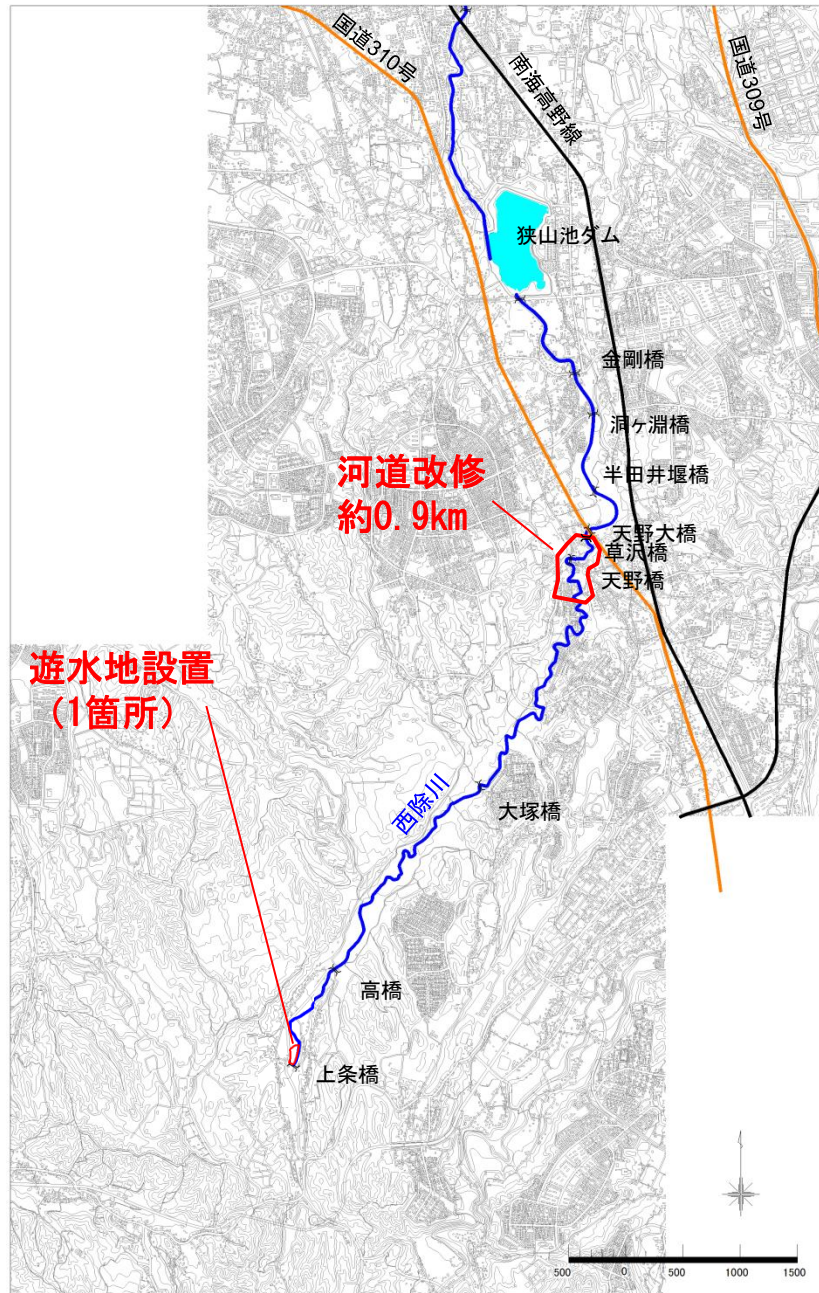 国道310号
南海高野線
国道309号
狭山池ダム
金剛橋
洞ヶ淵橋
半田井堰橋
河道改修
約0.9km
天野大橋
草沢橋
天野橋
遊水地設置
(1箇所)
西除川
大塚橋
高橋
上条橋
500 0 500 1000 1500